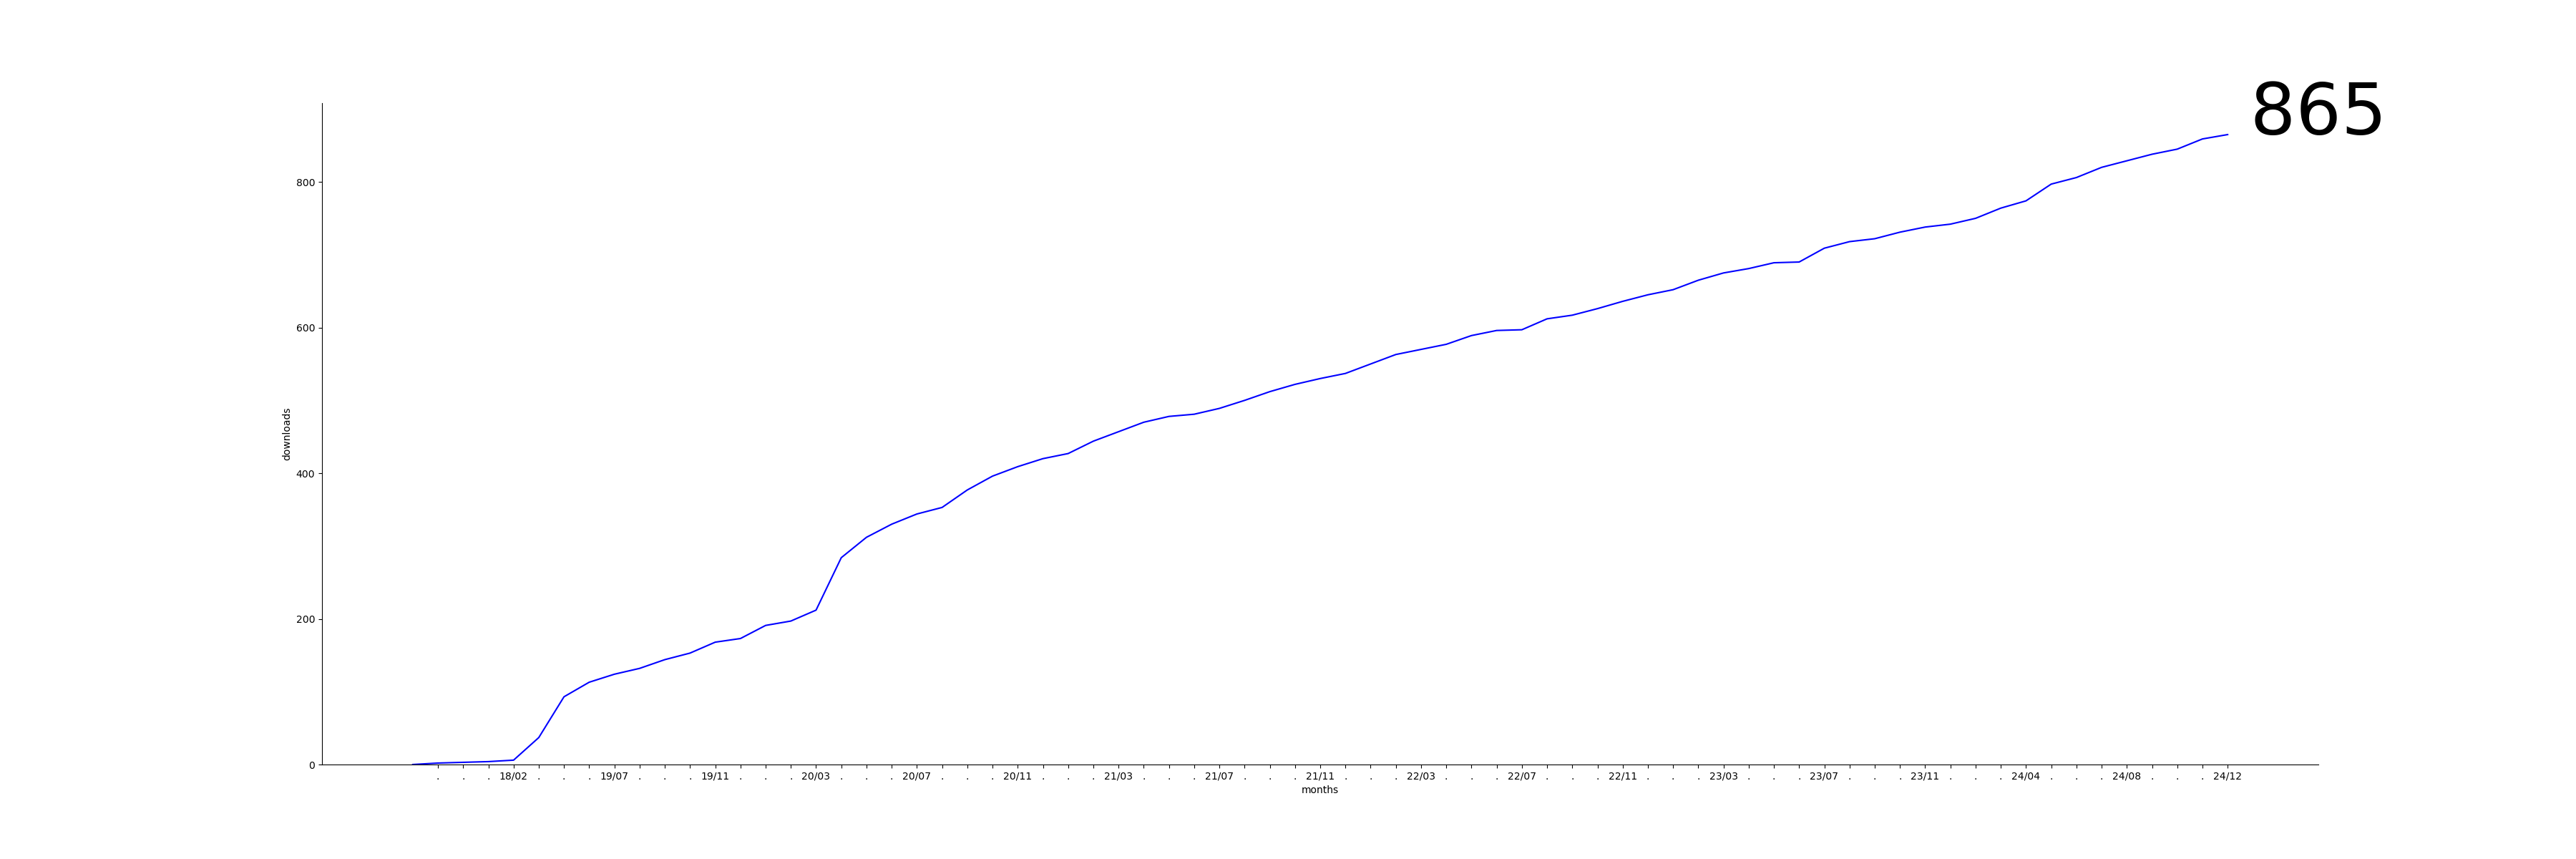 865
800
600
400
200
0
downloads
. . . 18/02 . . . 19/07 . . . 19/11 . . . 20/03 . . . 20/07 . . . 20/11 . . . 21/03 . . . 21/07 . . . 21/11 . . . 22/03 . . . 22/07 . . . 22/11 . . . 23/03 . . . 23/07 . . . 23/11 . . . 24/04 . . . 24/08 . . . 24/12
months